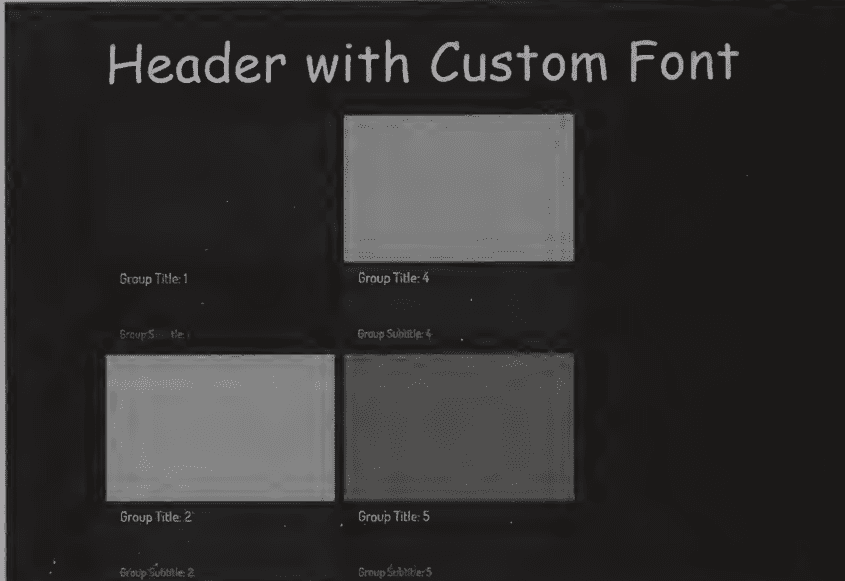 Header with Custom Font
Group Title: 1
Group Title: 4
Group Subtitle: 4
Group Title: 2
Group Title: 5
Group Subtitle: 2
Group Subtitle: 5